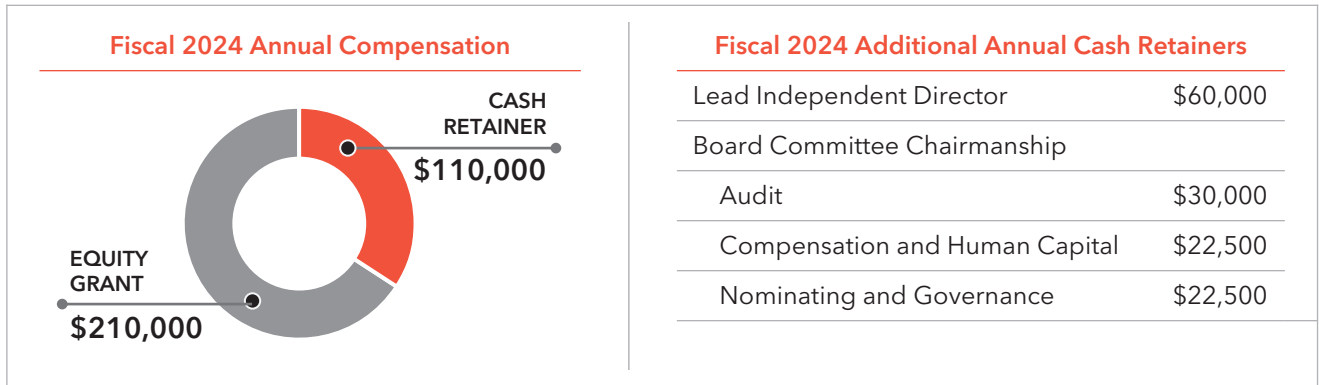 Fiscal 2024 Annual Compensation
CASH
RETAINER
$110,000
EQUITY
GRANT
$210,000
Fiscal 2024 Additional Annual Cash Retainers
Lead Independent Director $60,000
Board Committee Chairmanship
Audit $30,000
Compensation and Human Capital $22,500
Nominating and Governance $22,500